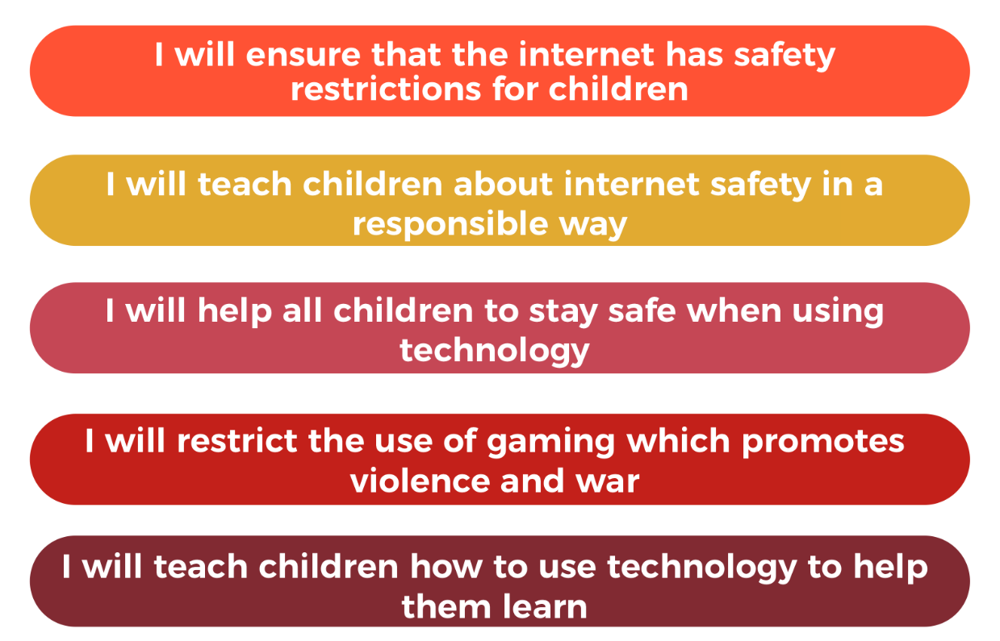 I will ensure that the internet has safety
restrictions for children
I will teach children about internet safety in a
responsible way
I will help all children to stay safe when using
technology
I will restrict the use of gaming which promotes
violence and war
I will teach children how to use technology to help
them learn